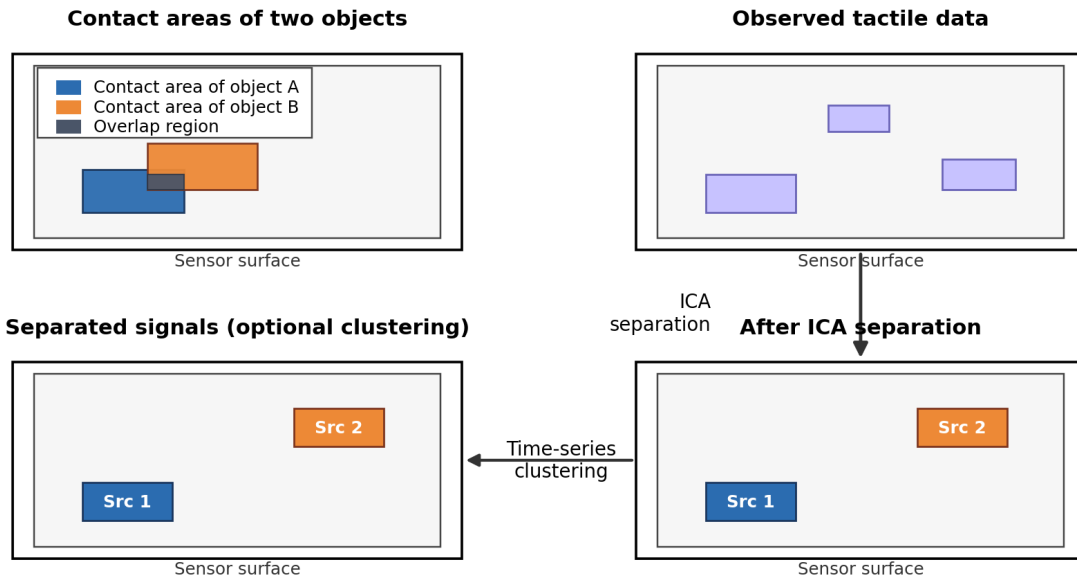 Contact areas of two objects
Contact area of object A
Contact area of object B
Overlap region
Sensor surface
Observed tactile data
Sensor surface
ICA
separation
Separated signals (optional clustering)
Src 2
Src 1
Sensor surface
Time-series
clustering
After ICA separation
Src 2
Src 1
Sensor surface